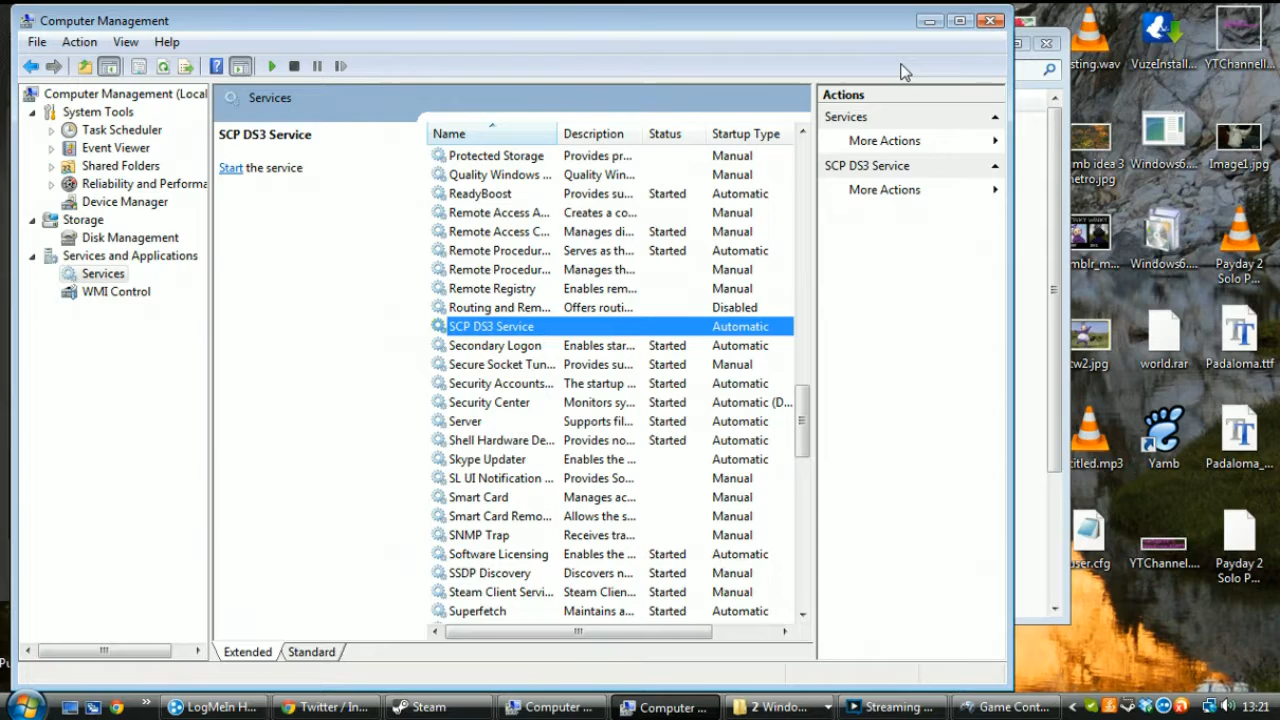 Computer Management
File Action View Help
Computer Management (Local
System Tools
Task Scheduler
Event Viewer
Shared Folders
Reliability and Performa
Device Manager
Storage
Disk Management
Services and Applications
Services
WMI Control
Services
SCP DS3 Service
Start the service
Name Description Status Startup Type
Protected Storage Provides pr... Manual
Quality Windows ... Quality Win... Manual
ReadyBoost Provides su... Started Automatic
Remote Access A... Creates a co... Manual
Remote Access C... Manages di... Started Manual
Remote Procedur... Serves as th... Started Automatic
Remote Procedur... Manages th... Manual
Remote Registry Enables rem... Manual
Routing and Rem... Offers routi... Disabled
SCP DS3 Service Automatic
Secondary Logon Enables star... Started Automatic
Secure Socket Tun... Provides su... Started Manual
Security Accounts... The startup ... Started Automatic
Security Center Monitors sy... Started Automatic (D...
Server Supports fil... Started Automatic
Shell Hardware De... Provides no... Started Automatic
Skype Updater Enables the ... Automatic
SL UI Notification ... Provides So... Manual
Smart Card Manages ac... Manual
Smart Card Remo... Allows the s... Manual
SNMP Trap Receives tra... Manual
Software Licensing Enables the ... Started Automatic
SSDP Discovery Discovers n... Started Manual
Steam Client Servi... Steam Clien... Started Manual
Superfetch Maintains a... Started Automatic
Extended Standard
Actions
Services
More Actions
SCP DS3 Service
More Actions
sting.wav VuzeInstall... YTChannell...
mb idea 3 metro.jpg Windows6.... Image1.jpg
mblr_m... Windows6.... Payday 2 Solo P...
tw2.jpg world.rar Padaloma.ttf
titled.mp3 Yamb Padaloma_...
user.cfg YTChannel.... Payday 2 Solo P...
LogMeIn H... Twitter / In... Steam Computer ... Computer ... 2 Windo... Streaming ... Game Cont... 13:21